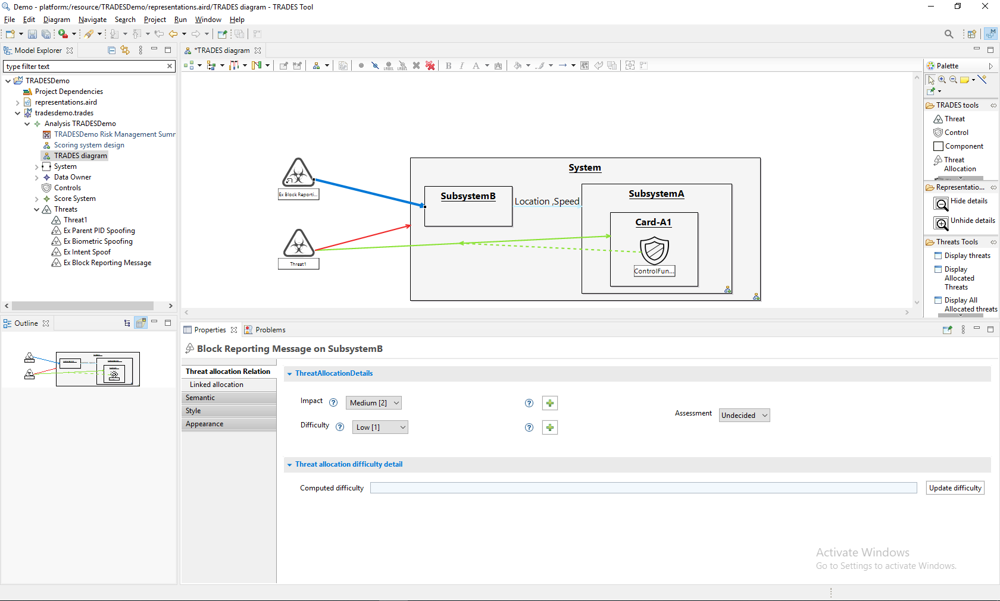 Demo - platform:/resource/TRADESDemo/representations.aird/TRADES diagram - TRADES Tool
File Edit Diagram Navigate Search Project Run Window Help
Model Explorer
type filter text
TRADESDemo
Project Dependencies
representations.aird
tradesdemo.trades
Analysis TRADESDemo
TRADESDemo Risk Management Summ
Scoring system design
TRADES diagram
System
Data Owner
Controls
Score System
Threats
Threat1
Ex Parent PID Spoofing
Ex Biometric Spoofing
Ex Intent Spoof
Ex Block Reporting Message
Outline
*TRADES diagram
LABEL LABEL
B I A
System
SubsystemB
Location ,Speed
SubsystemA
Card-A1
ControlFun...
Ex Block Reporti...
Threat1
Palette
TRADES tools
Threat
Control
Component
Threat
Allocation
Representatio...
Hide details
Unhide details
Threats Tools
Display threats
Display
Allocated
Threats
Display All
Allocated threats
Properties Problems
Block Reporting Message on SubsystemB
Threat allocation Relation
Linked allocation
Semantic
Style
Appearance
ThreatAllocationDetails
Impact ? Medium [2] ?
Difficulty ? Low [1] ?
Assessment Undecided
Threat allocation difficulty detail
Computed difficulty Update difficulty
Activate Windows
Go to Settings to activate Windows.